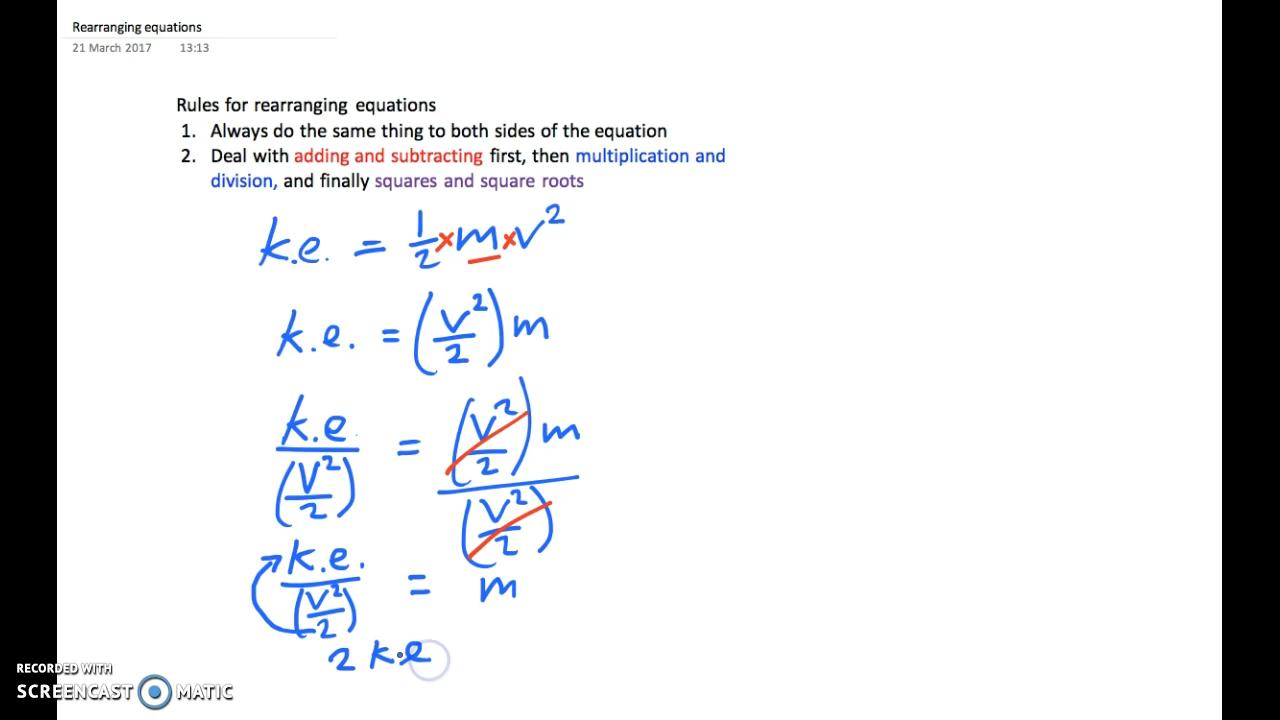 Rearranging equations
21 March 2017 13:13
Rules for rearranging equations
1. Always do the same thing to both sides of the equation
2. Deal with adding and subtracting first, then multiplication and
division, and finally squares and square roots
k.e. = 1/2 × m × v²
k.e. = (v²/2) m
k.e./(v²/2) = (v²/2) m/(v²/2)
k.e./(v²/2) = m
2 k.e
RECORDED WITH
SCREENCAST MATIC